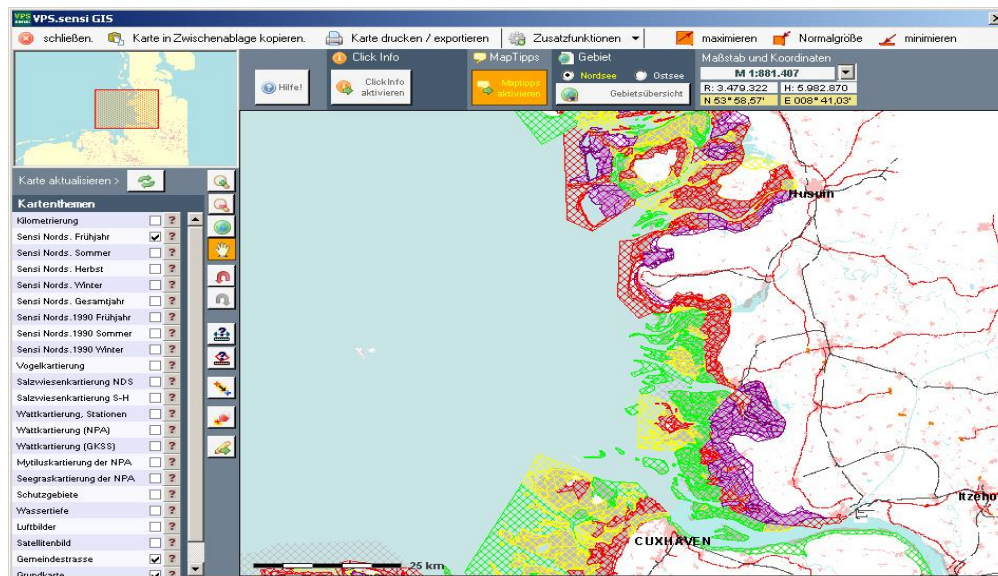 VPS.sensi GIS
schließen. Karte in Zwischenablage kopieren. Karte drucken / exportieren Zusatzfunktionen maximieren Normalgröße minimieren
Click Info MapTipps Gebiet Maßstab und Koordinaten
Hilfe! ClickInfo aktivieren Maptipps aktivieren Nordsee Ostsee M 1:881.407
Gebietsübersicht R: 3.479.322 H: 5.982.870
N 53° 58,57' E 008° 41,03'
Karte aktualisieren >
Kartenthemen
Kilometrierung ?
Sensi Nords. Frühjahr ?
Sensi Nords. Sommer ?
Sensi Nords. Herbst ?
Sensi Nords. Winter ?
Sensi Nords. Gesamtjahr ?
Sensi Nords.1990 Frühjahr ?
Sensi Nords.1990 Sommer ?
Sensi Nords.1990 Winter ?
Vogelkartierung ?
Salzwiesenkartierung NDS ?
Salzwiesenkartierung S-H ?
Wattkartierung, Stationen ?
Wattkartierung (NPA) ?
Wattkartierung (GKSS) ?
Mytiluskartierung der NPA ?
Seegraskartierung der NPA ?
Schutzgebiete ?
Wassertiefe ?
Luftbilder ?
Satellitenbild ?
Gemeindestrasse ?
Grundkarte ?
Husum
Itzeho
CUXHAVEN
25 km